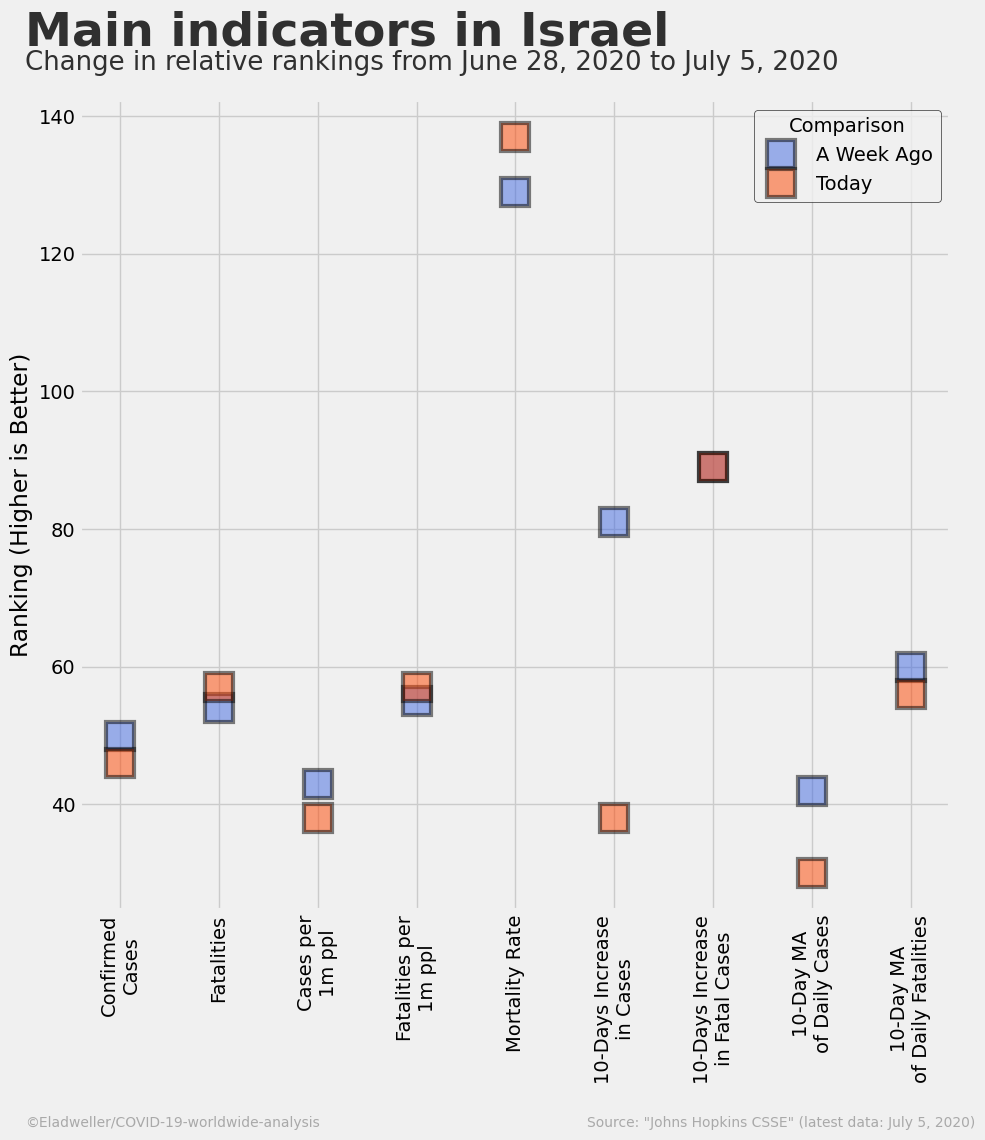 Main indicators in Israel
Change in relative rankings from June 28, 2020 to July 5, 2020
Comparison
A Week Ago
Today
Ranking (Higher is Better)
140
120
100
80
60
40
Confirmed
Cases
Fatalities
Cases per
1m ppl
Fatalities per
1m ppl
Mortality Rate
10-Days Increase
in Cases
10-Days Increase
in Fatal Cases
10-Day MA
of Daily Cases
10-Day MA
of Daily Fatalities
©Eladweller/COVID-19-worldwide-analysis
Source: "Johns Hopkins CSSE" (latest data: July 5, 2020)